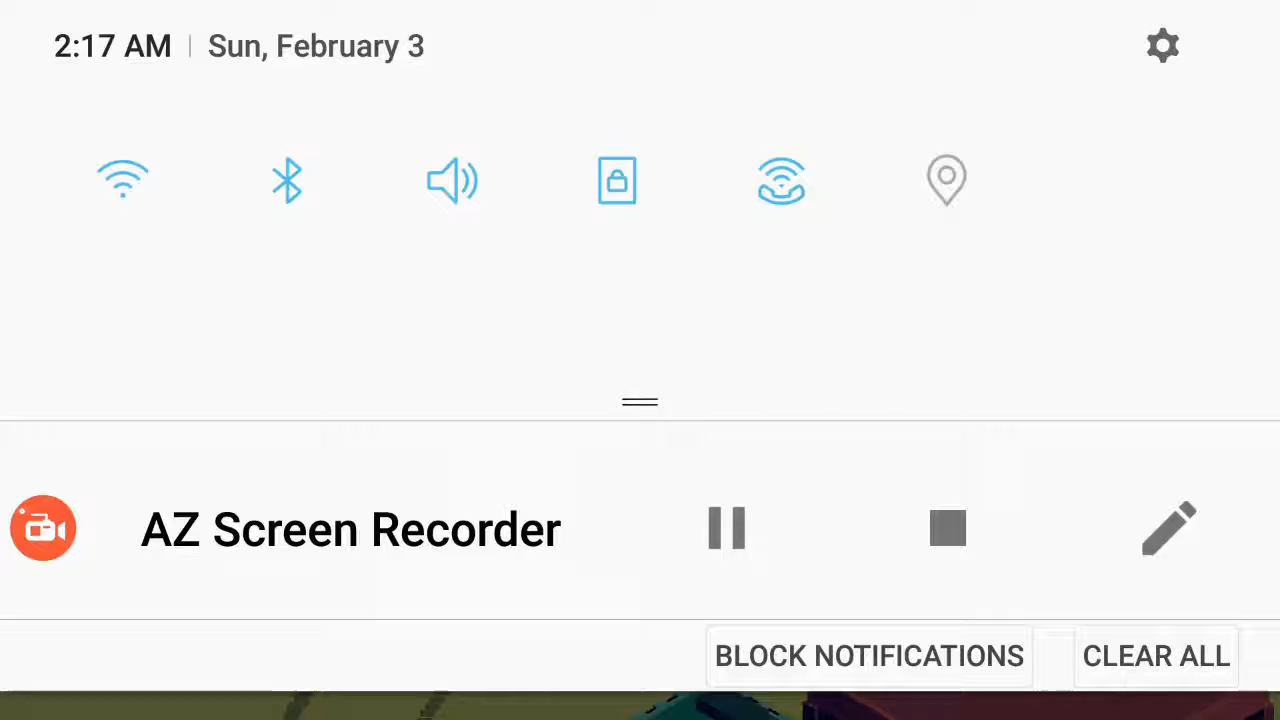 2:17 AM | Sun, February 3
AZ Screen Recorder
BLOCK NOTIFICATIONS CLEAR ALL